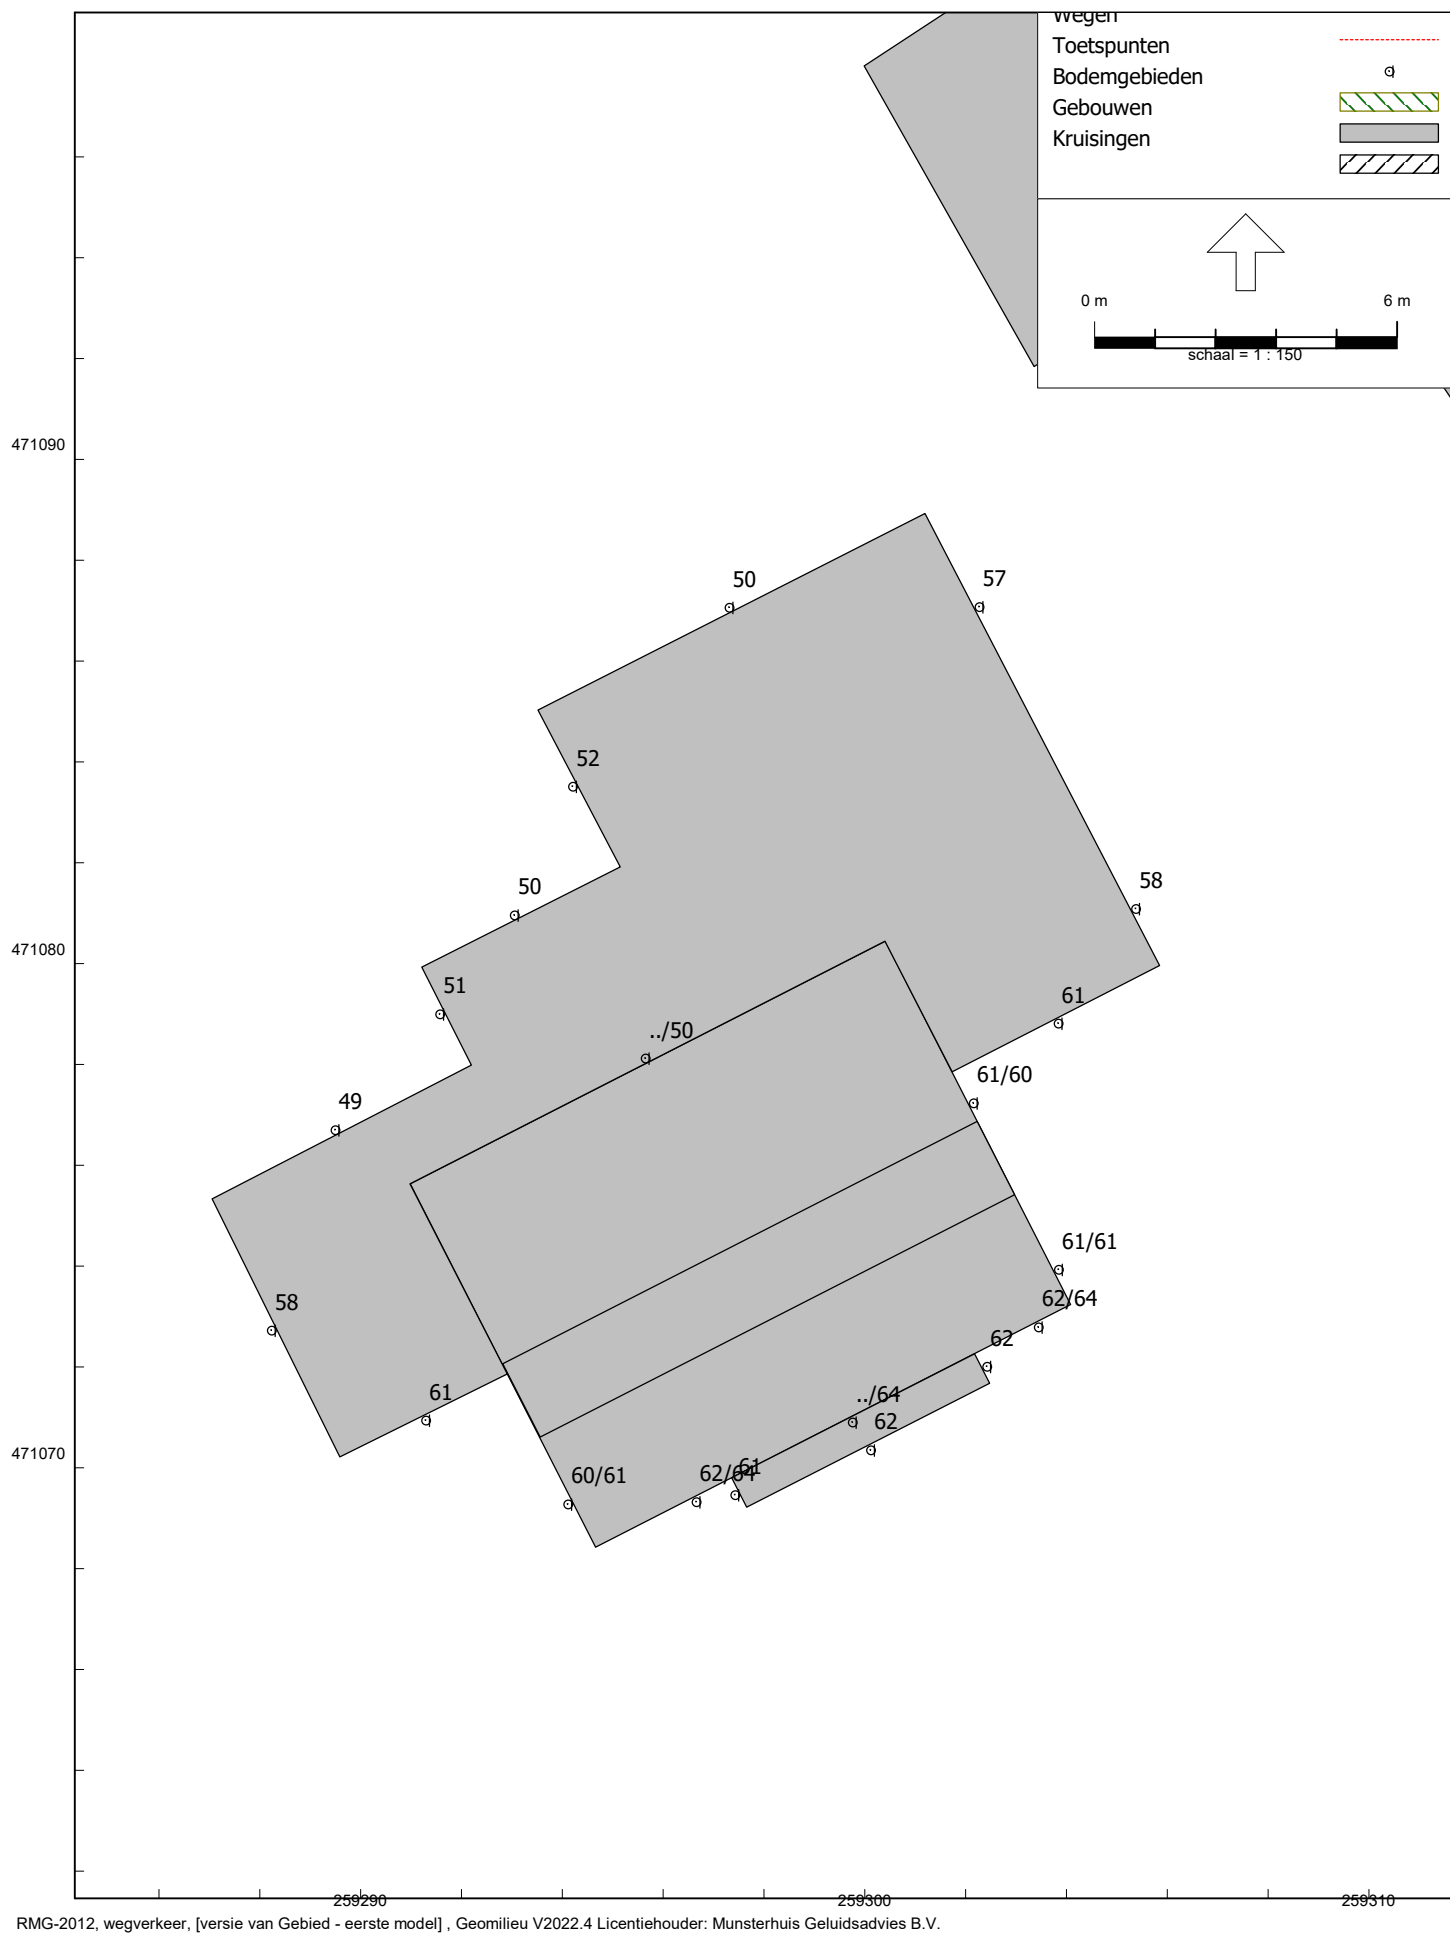 Wegen
Toetspunten
Bodemgebieden
Gebouwen
Kruisingen
0 m 6 m
schaal = 1 : 150
471090
50
57
52
50
58
471080
51
61
../50
61/60
49
61/61
58
62/64
62
61
../64
62
471070
61
60/61
62/64
259290 259300 259310
RMG-2012, wegverkeer, [versie van Gebied - eerste model] , Geomilieu V2022.4 Licentiehouder: Munsterhuis Geluidsadvies B.V.